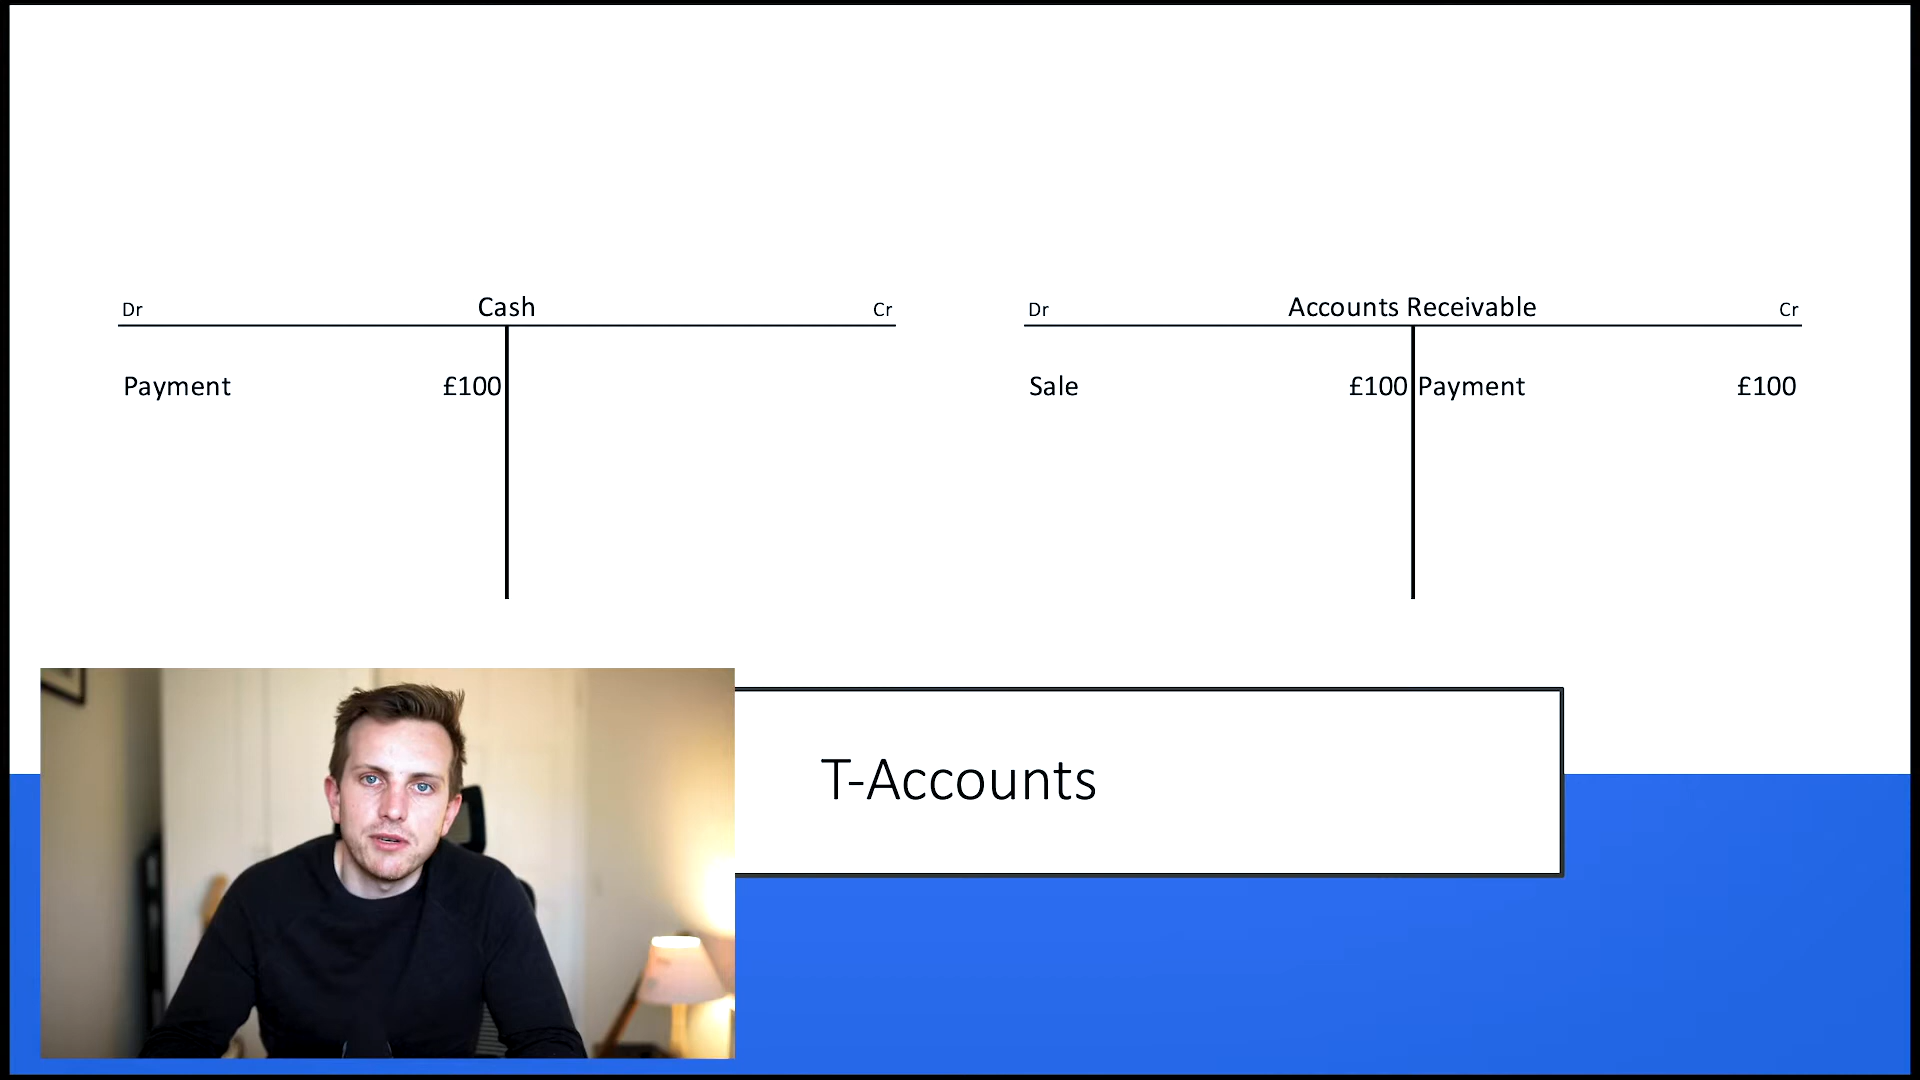 Dr Cash Cr
Payment £100
Dr Accounts Receivable Cr
Sale £100 Payment £100
T-Accounts